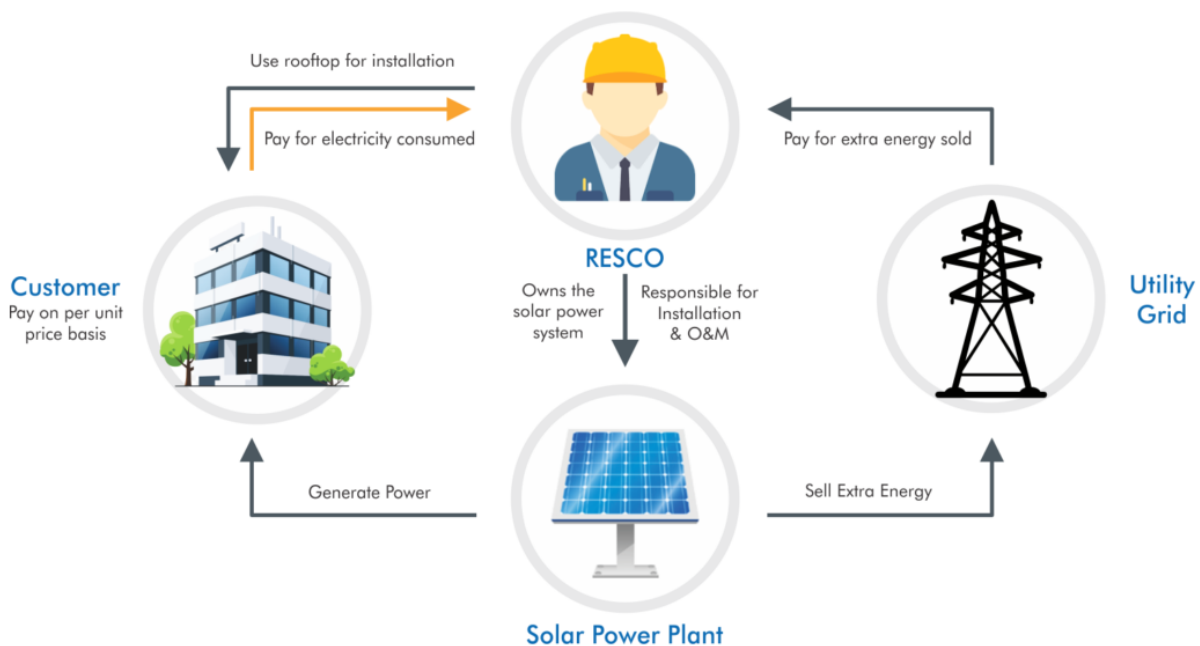 Use rooftop for installation
Pay for electricity consumed
Pay for extra energy sold
RESCO
Owns the
solar power
system
Responsible for
Installation
& O&M
Customer
Pay on per unit
price basis
Utility
Grid
Generate Power
Sell Extra Energy
Solar Power Plant